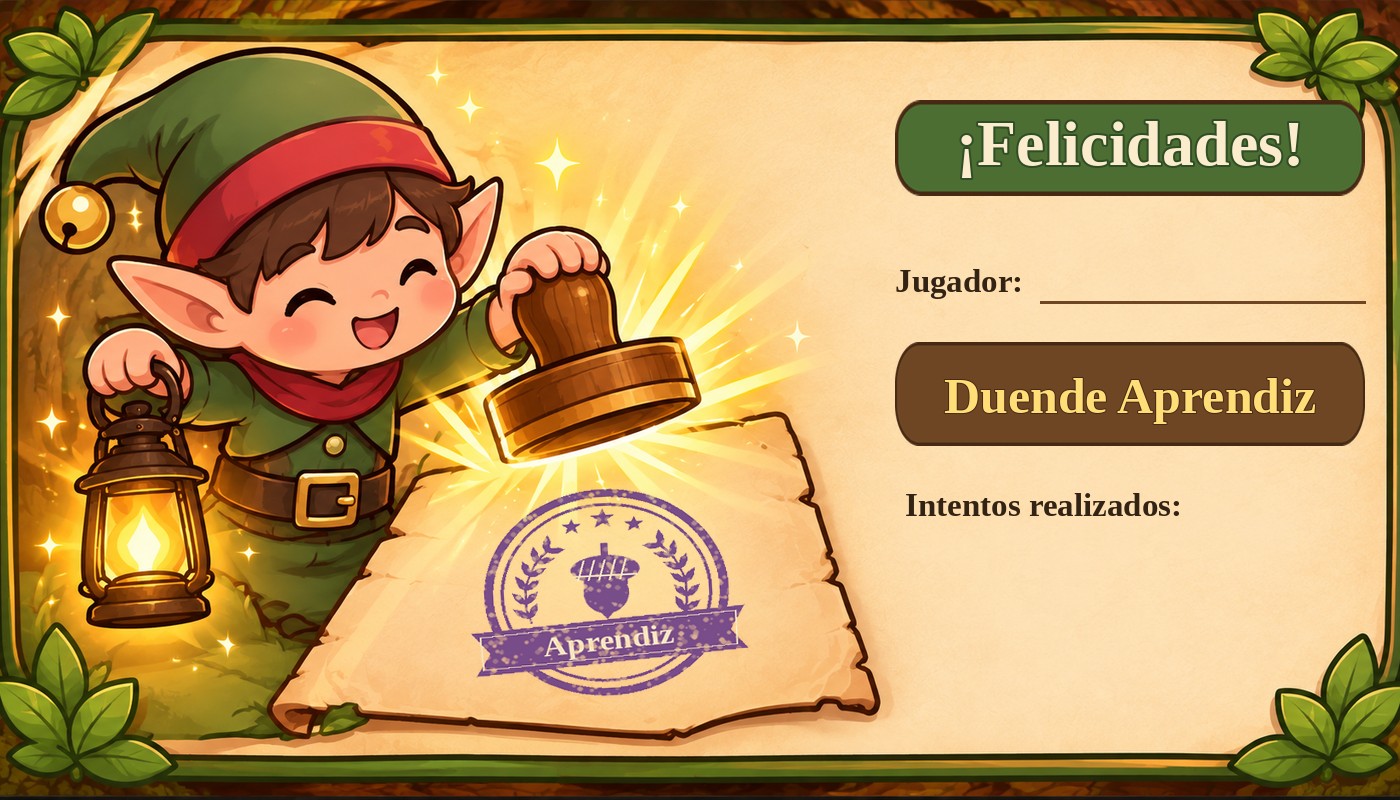 ¡Felicidades!
Jugador:
Duende Aprendiz
Intentos realizados:
Aprendiz